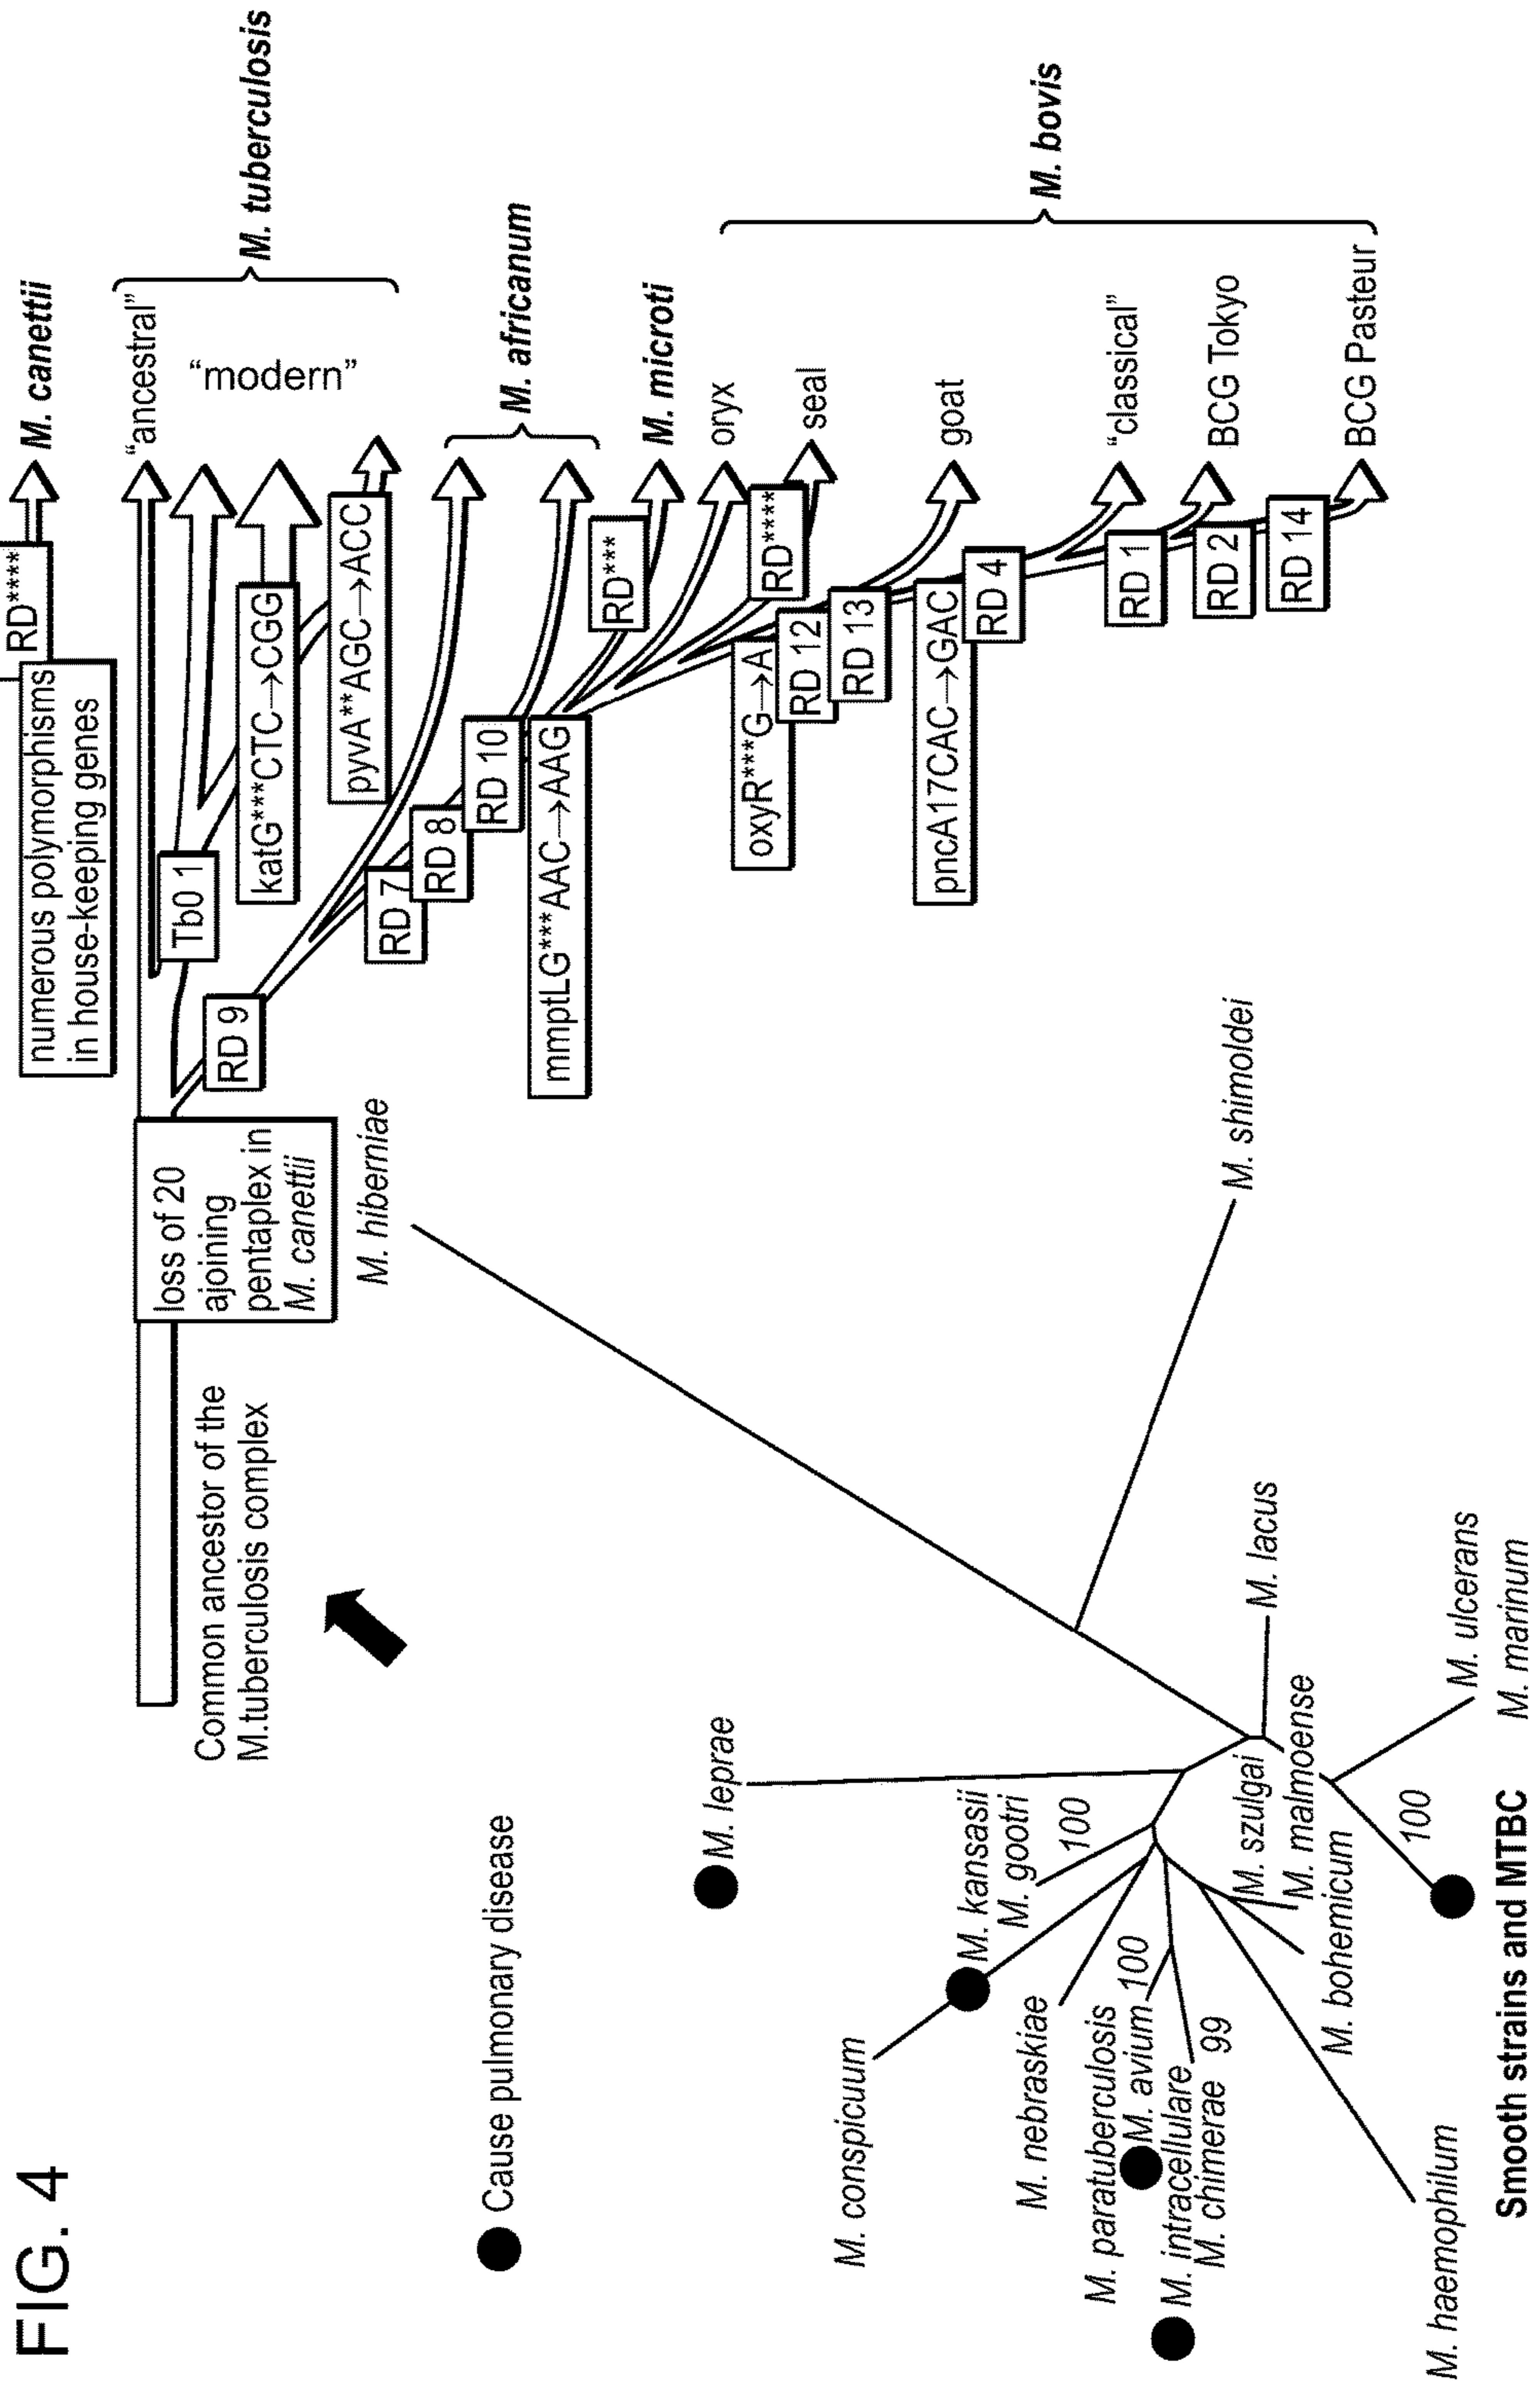 FIG. 4
numerous polymorphisms
in house-keeping genes
RD****
M. canettii
loss of 20
ajoining
pentaplex in
M. canettii
Common ancestor of the
M.tuberculosis complex
"ancestral"
Tb0 1
"modern"
M. tuberculosis
katG***CTC→CGG
pyvA**AGC→ACC
RD 9
RD 7
RD 8
RD 10
M. africanum
mmptLG***AAC→AAG
RD***
M. microti
oryx
RD****
seal
oxyR***G→A
RD 12
RD 13
goat
pncA17CAC→GAC
RD 4
"classical"
RD 1
BCG Tokyo
RD 2
RD 14
BCG Pasteur
M. bovis
Cause pulmonary disease
M. hiberniae
M. shimoldei
M. leprae
M. conspicuum
M. kansasii
M. gootri
100
M. nebraskiae
M. paratuberculosis
M. avium 100
M. intracellulare
M. chimerae 99
M. haemophilum
M. szulgai
M. malmoense
M. bohemicum
M. lacus
100
M. ulcerans
M. marinum
Smooth strains and MTBC